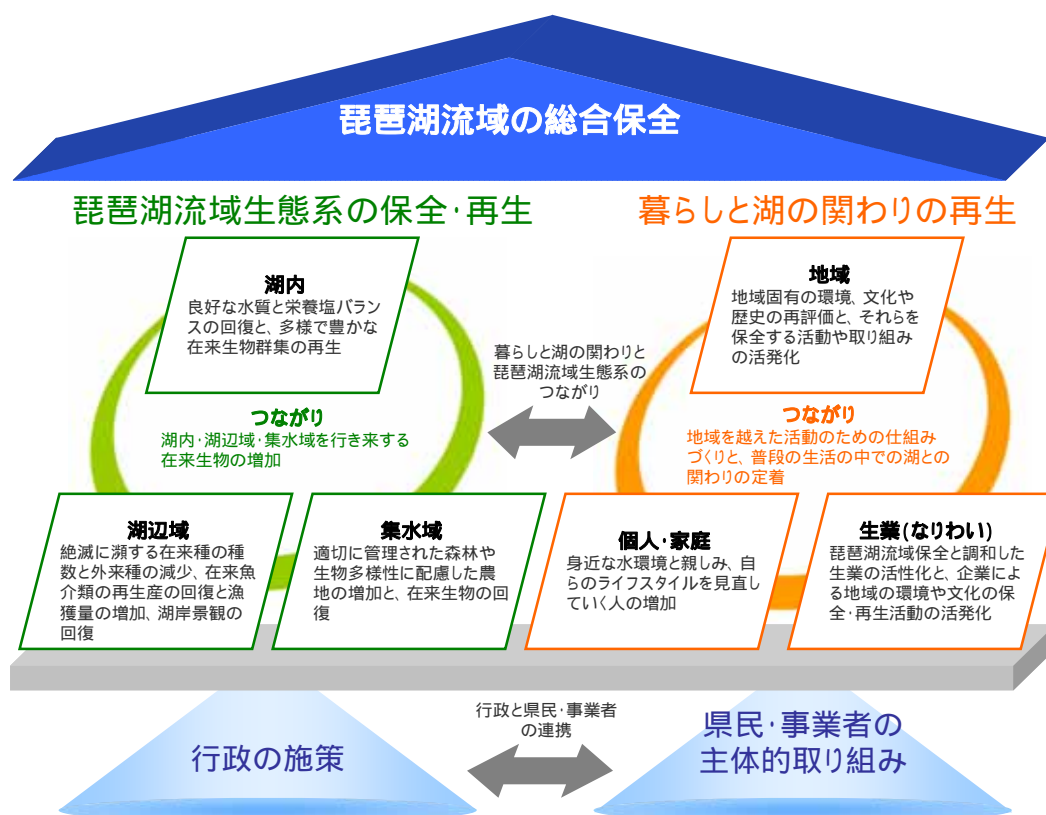 琵琶湖流域の総合保全
琵琶湖流域生態系の保全・再生
暮らしと湖の関わりの再生
湖内
良好な水質と栄養塩バラン
スの回復と、多様で豊かな
在来生物群集の再生
つながり
湖内・湖辺域・集水域を行き来する
在来生物の増加
湖辺域
絶滅に瀕する在来種の種
数と外来種の減少、在来魚
介類の再生産の回復と漁
獲量の増加、湖岸景観の
回復
集水域
適切に管理された森林や
生物多様性に配慮した農
地の増加と、在来生物の回
復
暮らしと湖の関わりと
琵琶湖流域生態系の
つながり
地域
地域固有の環境、文化や
歴史の再評価と、それらを
保全する活動や取り組み
の活発化
つながり
地域を越えた活動のための仕組み
づくりと、普段の生活の中での湖との
関わりの定着
個人・家庭
身近な水環境と親しみ、自
らのライフスタイルを見直し
ていく人の増加
生業(なりわい)
琵琶湖流域保全と調和した
生業の活性化と、企業によ
る地域の環境や文化の保
全・再生活動の活発化
行政の施策
行政と県民・事業者
の連携
県民・事業者の
主体的取り組み